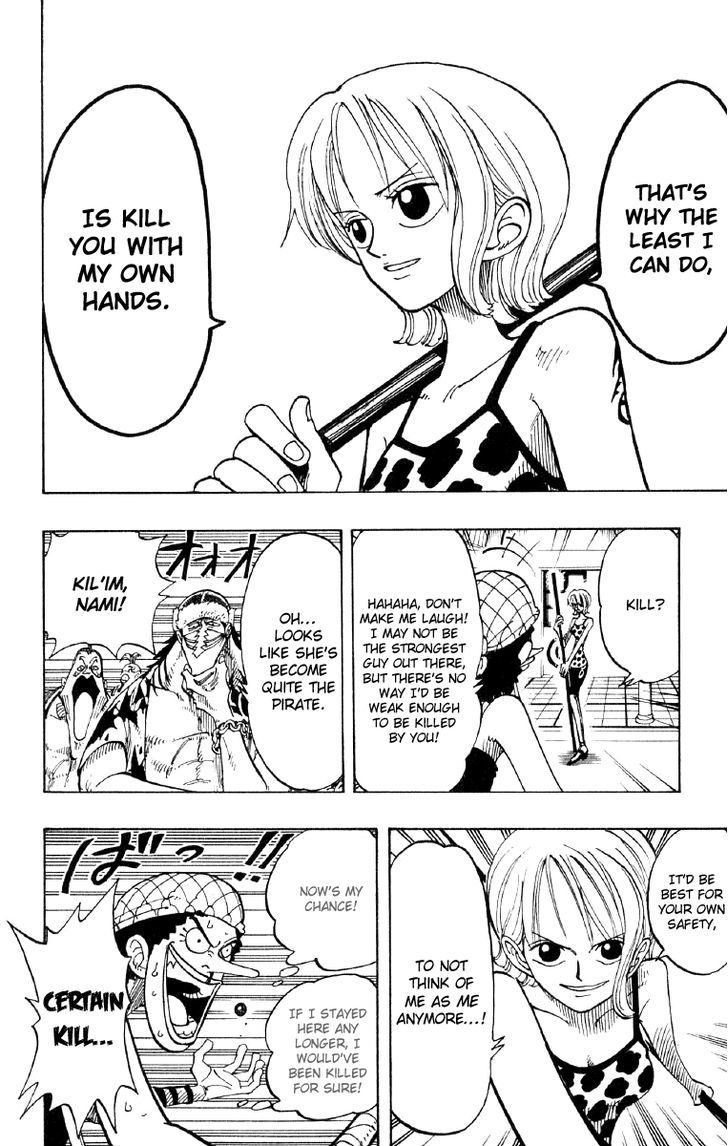 THAT'S
WHY THE
LEAST I
CAN DO,
IS KILL
YOU WITH
MY OWN
HANDS.
KILL?
HAHAHA, DON'T
MAKE ME LAUGH!
I MAY NOT BE
THE STRONGEST
GUY OUT THERE,
BUT THERE'S NO
WAY I'D BE
WEAK ENOUGH
TO BE KILLED
BY YOU!
OH...
LOOKS
LIKE SHE'S
BECOME
QUITE THE
PIRATE.
オオオ
KIL'IM,
NAMI!
IT'D BE
BEST FOR
YOUR OWN
SAFETY,
TO NOT
THINK OF
ME AS ME
ANYMORE...!
ばっ!!
NOW'S MY
CHANCE!
IF I STAYED
HERE ANY
LONGER, I
WOULD'VE
BEEN KILLED
FOR SURE!
CERTAIN
KILL...